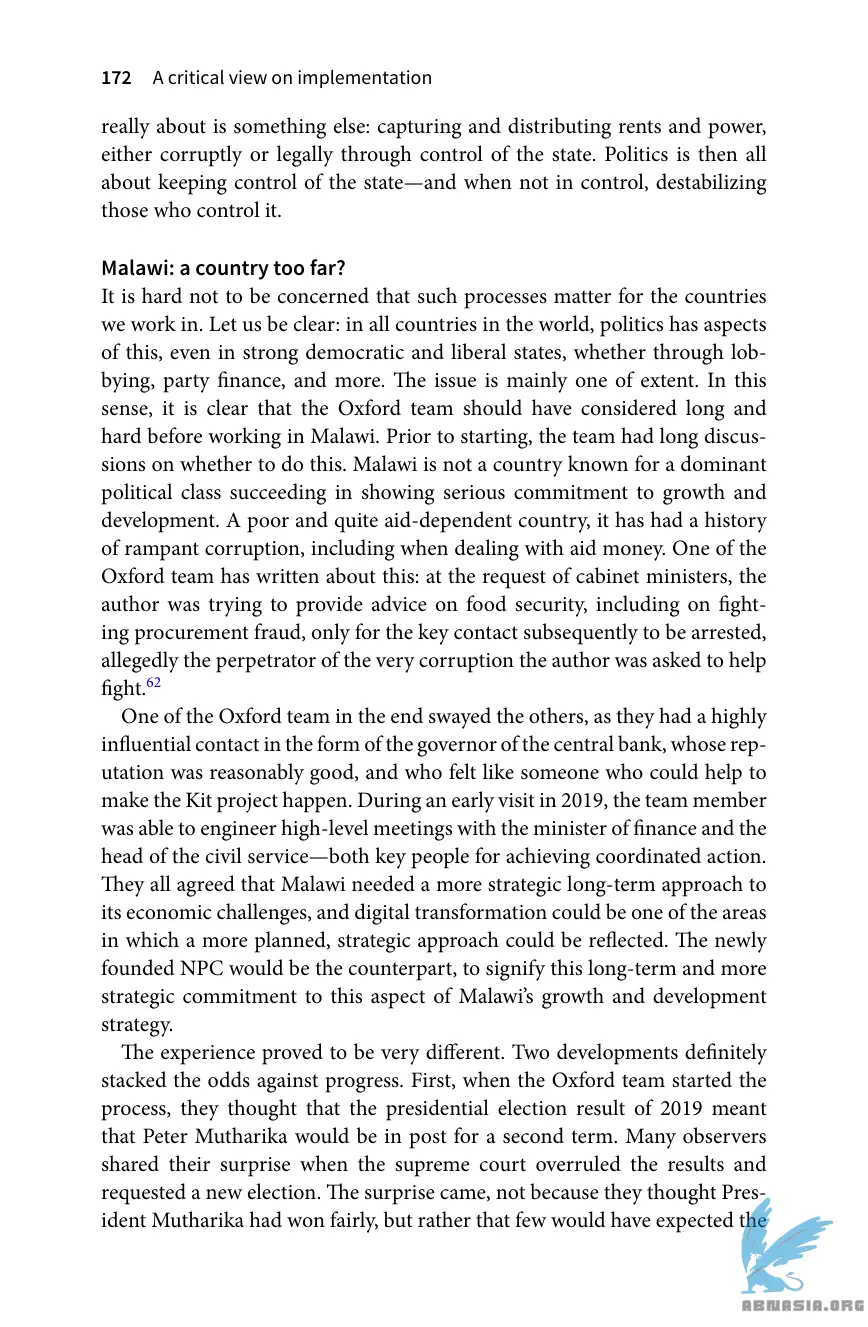 172 A critical view on implementation
really about is something else: capturing and distributing rents and power,
either corruptly or legally through control of the state. Politics is then all
about keeping control of the state—and when not in control, destabilizing
those who control it.
Malawi: a country too far?
It is hard not to be concerned that such processes matter for the countries
we work in. Let us be clear: in all countries in the world, politics has aspects
of this, even in strong democratic and liberal states, whether through lob-
bying, party finance, and more. The issue is mainly one of extent. In this
sense, it is clear that the Oxford team should have considered long and
hard before working in Malawi. Prior to starting, the team had long discus-
sions on whether to do this. Malawi is not a country known for a dominant
political class succeeding in showing serious commitment to growth and
development. A poor and quite aid-dependent country, it has had a history
of rampant corruption, including when dealing with aid money. One of the
Oxford team has written about this: at the request of cabinet ministers, the
author was trying to provide advice on food security, including on fight-
ing procurement fraud, only for the key contact subsequently to be arrested,
allegedly the perpetrator of the very corruption the author was asked to help
fight.62
One of the Oxford team in the end swayed the others, as they had a highly
influential contact in the form of the governor of the central bank, whose rep-
utation was reasonably good, and who felt like someone who could help to
make the Kit project happen. During an early visit in 2019, the team member
was able to engineer high-level meetings with the minister of finance and the
head of the civil service—both key people for achieving coordinated action.
They all agreed that Malawi needed a more strategic long-term approach to
its economic challenges, and digital transformation could be one of the areas
in which a more planned, strategic approach could be reflected. The newly
founded NPC would be the counterpart, to signify this long-term and more
strategic commitment to this aspect of Malawi's growth and development
strategy.
The experience proved to be very different. Two developments definitely
stacked the odds against progress. First, when the Oxford team started the
process, they thought that the presidential election result of 2019 meant
that Peter Mutharika would be in post for a second term. Many observers
shared their surprise when the supreme court overruled the results and
requested a new election. The surprise came, not because they thought Pres-
ident Mutharika had won fairly, but rather that few would have expected the
ABNASIA.ORG